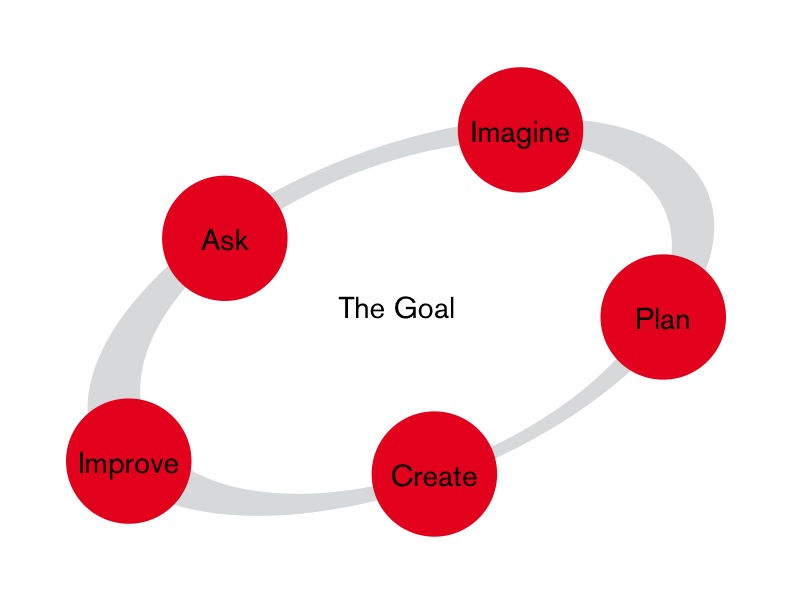 Imagine
Ask
The Goal
Plan
Improve
Create